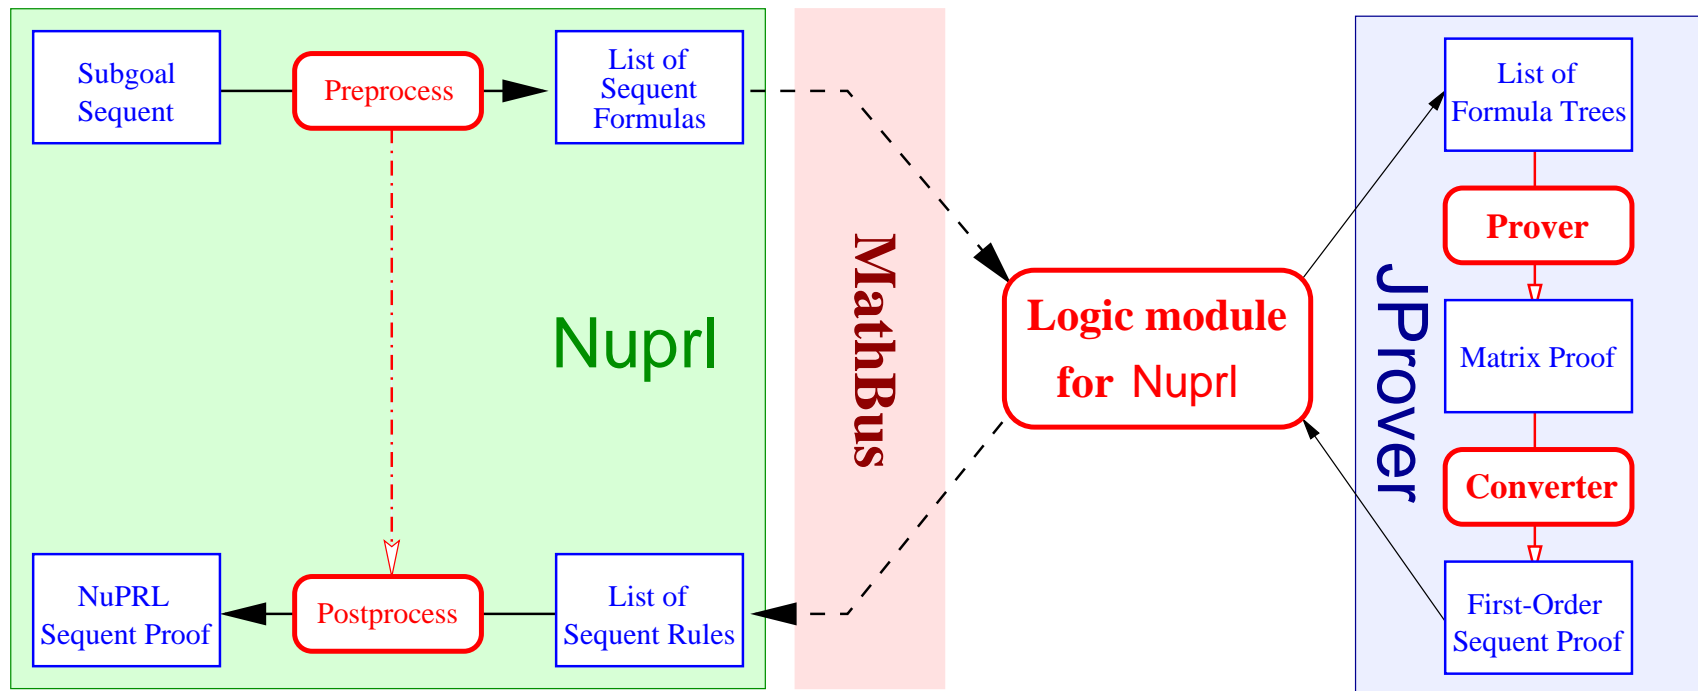 Subgoal
Sequent
Preprocess
List of
Sequent
Formulas
Nuprl
NuPRL
Sequent Proof
Postprocess
List of
Sequent Rules
MathBus
Logic module
for Nuprl
JProver
List of
Formula Trees
Prover
Matrix Proof
Converter
First-Order
Sequent Proof